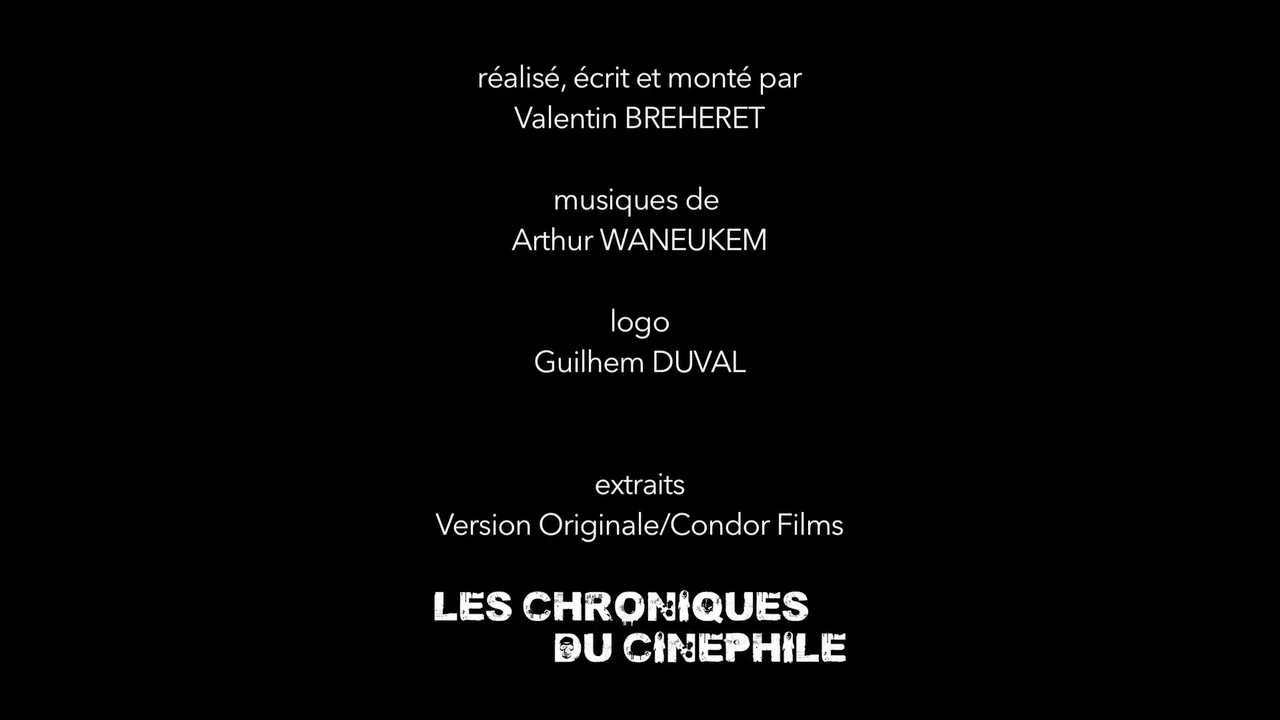 réalisé, écrit et monté par
Valentin BREHERET
musiques de
Arthur WANEUKEM
logo
Guilhem DUVAL
extraits
Version Originale/Condor Films
LES CHRONIQUES
DU CINEPHILE